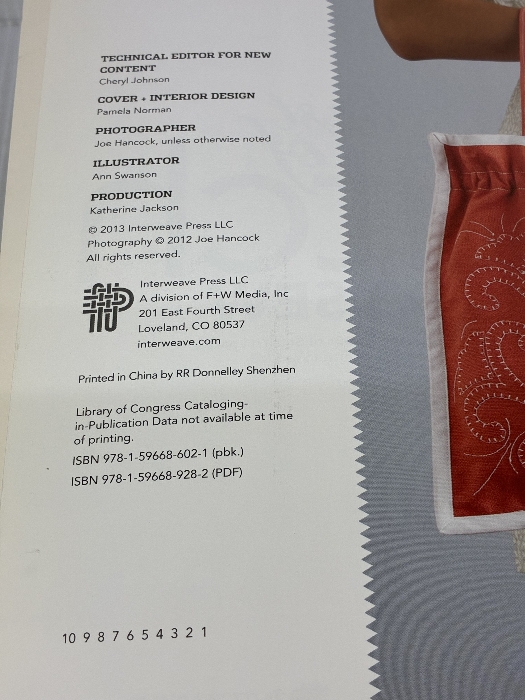 TECHNICAL EDITOR FOR NEW
CONTENT
Cheryl Johnson
COVER + INTERIOR DESIGN
Pamela Norman
PHOTOGRAPHER
Joe Hancock, unless otherwise noted
ILLUSTRATOR
Ann Swanson
PRODUCTION
Katherine Jackson
© 2013 Interweave Press LLC
Photography © 2012 Joe Hancock
All rights reserved.
Interweave Press LLC
A division of F+W Media, Inc
201 East Fourth Street
Loveland, CO 80537
interweave.com
Printed in China by RR Donnelley Shenzhen
Library of Congress Cataloging-
in-Publication Data not available at time
of printing.
ISBN 978-1-59668-602-1 (pbk.)
ISBN 978-1-59668-928-2 (PDF)
10 9 8 7 6 5 4 3 2 1